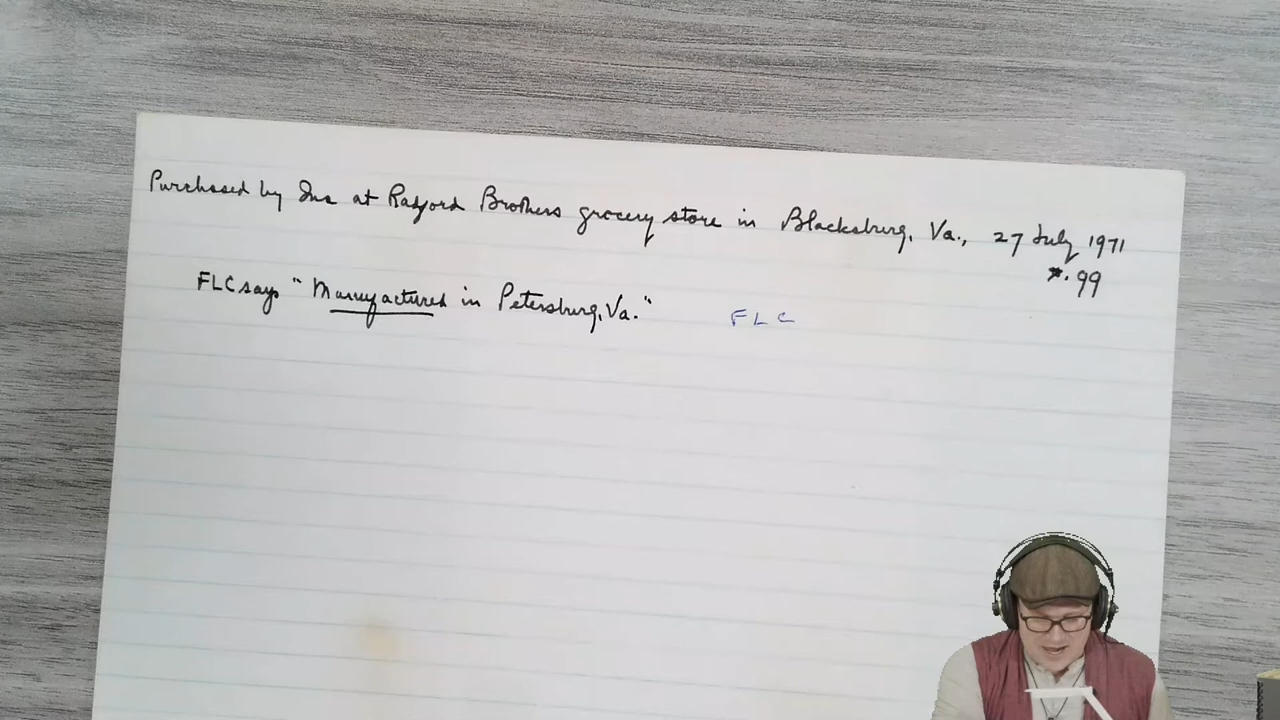 Purchased by Ina at Radford Brothers grocery store in Blacksburg, Va., 27 July 1971
$.99
FLC says "Manufactured in Petersburg, Va." FLC